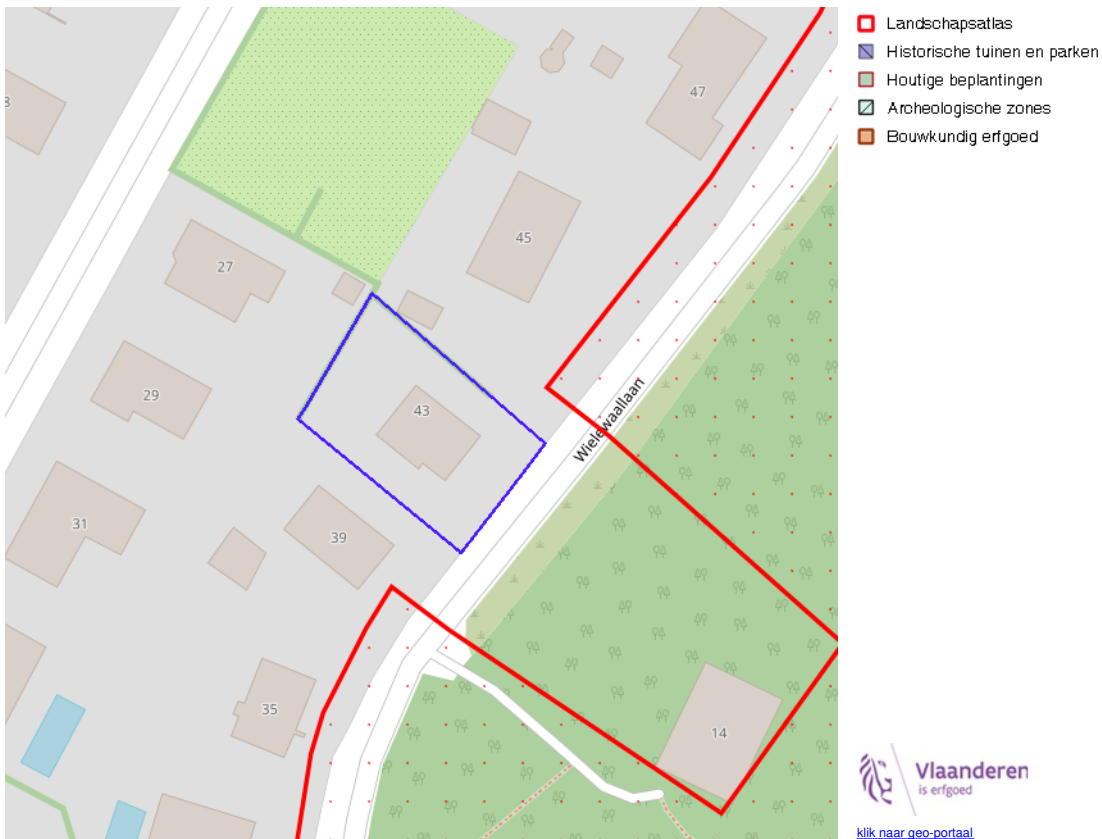 Landschapsatlas
Historische tuinen en parken
Houtige beplantingen
Archeologische zones
Bouwkundig erfgoed
47
45
27
43
29
Wielewaallaan
31
39
35
14
Vlaanderen
is erfgoed
klik naar geo-portaal